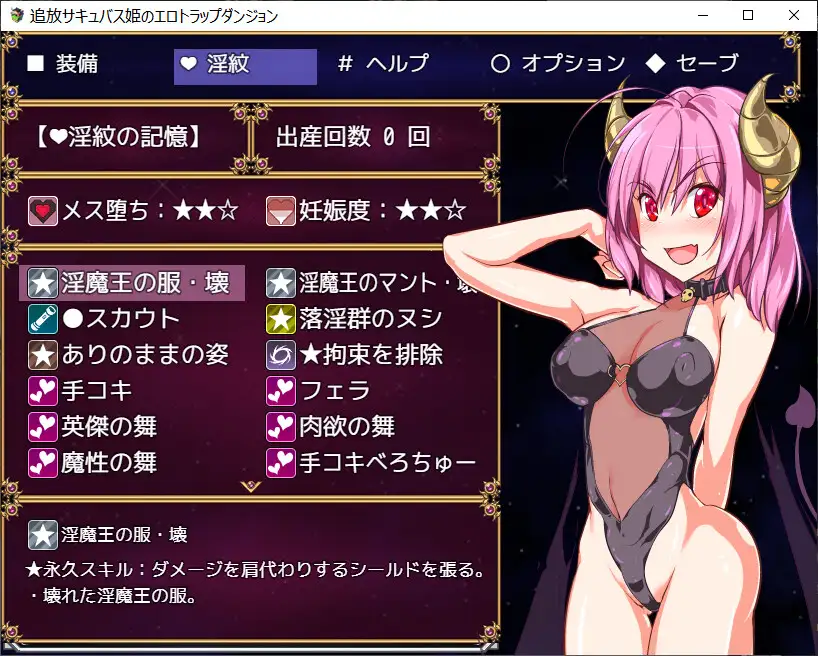 追放サキュバス姫のエロトラップダンジョン
■ 装備 ♥ 淫紋 # ヘルプ ○ オプション ◆ セーブ
【♥淫紋の記憶】 出産回数 0 回
メス堕ち：★★☆ 妊娠度：★★☆
淫魔王の服・壊 淫魔王のマント・壊
●スカウト 落淫群のヌシ
ありのままの姿 ★拘束を排除
手コキ フェラ
英傑の舞 肉欲の舞
魔性の舞 手コキべろちゅー
淫魔王の服・壊
★永久スキル：ダメージを肩代わりするシールドを張る。
・壊れた淫魔王の服。